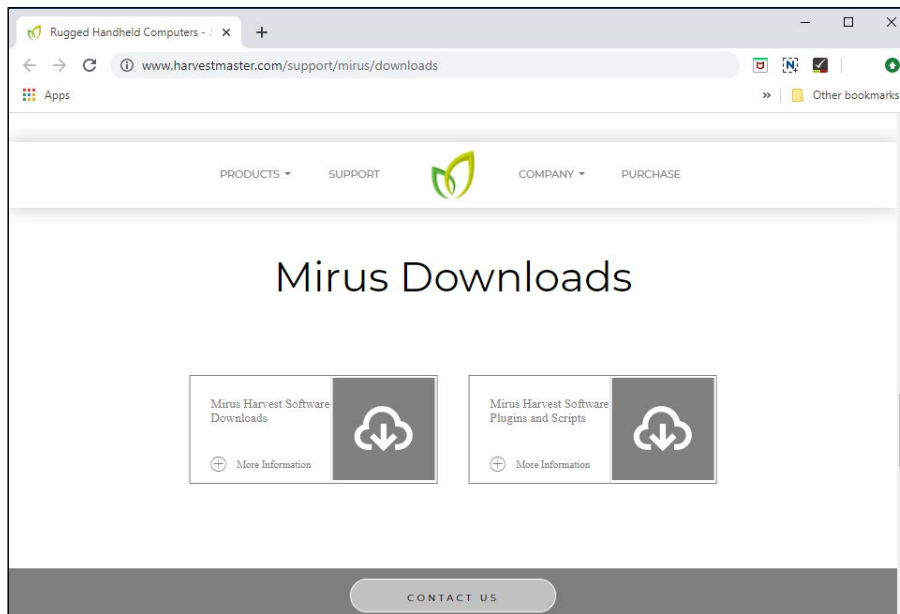 Rugged Handheld Computers - J
www.harvestmaster.com/support/mirus/downloads
Apps
» Other bookmarks
PRODUCTS SUPPORT COMPANY PURCHASE
Mirus Downloads
Mirus Harvest Software
Downloads
More Information
Mirus Harvest Software
Plugins and Scripts
More Information
CONTACT US